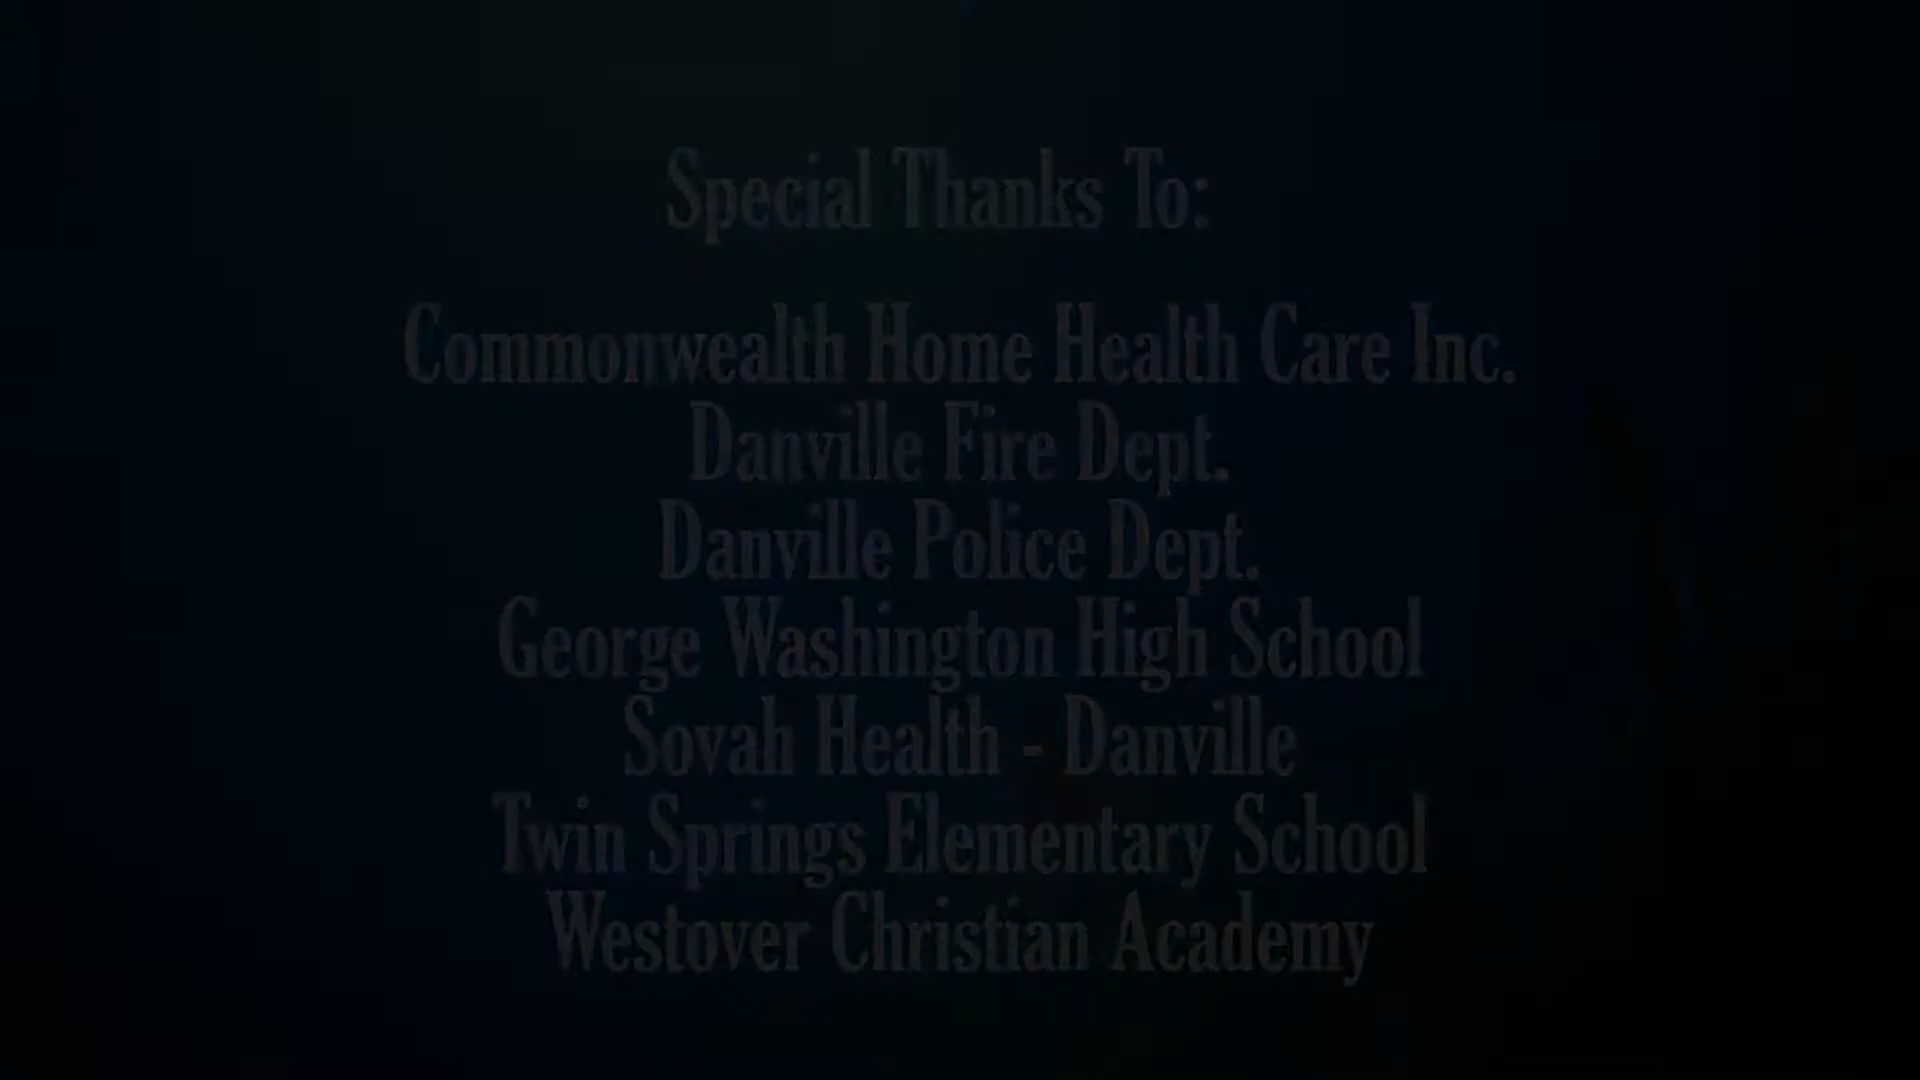 Special Thanks To:
Commonwealth Home Health Care Inc.
Danville Fire Dept.
Danville Police Dept.
George Washington High School
Sovah Health - Danville
Twin Springs Elementary School
Westover Christian Academy